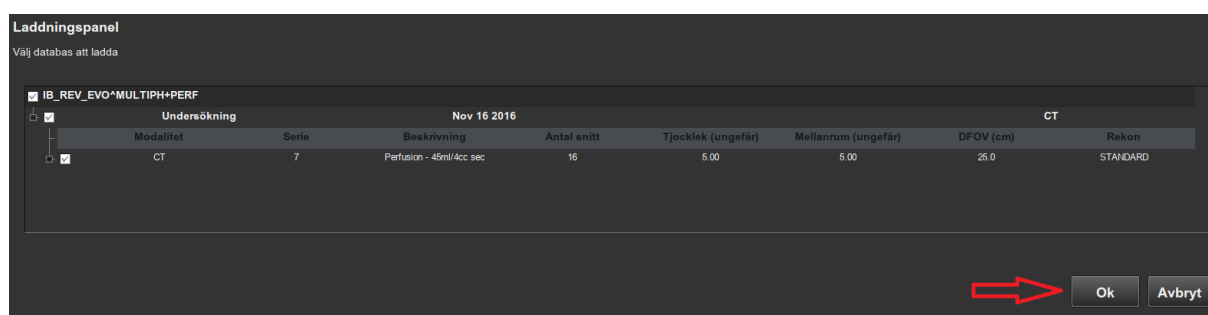 Laddningspanel
Välj databas att ladda
IB_REV_EVO^MULTIPH+PERF
Undersökning Nov 16 2016 CT
Modalitet Serie Beskrivning Antal snitt Tjocklek (ungefär) Mellanrum (ungefär) DFOV (cm) Rekon
CT 7 Perfusion - 45ml/4cc sec 16 5.00 5.00 25.0 STANDARD
Ok Avbryt